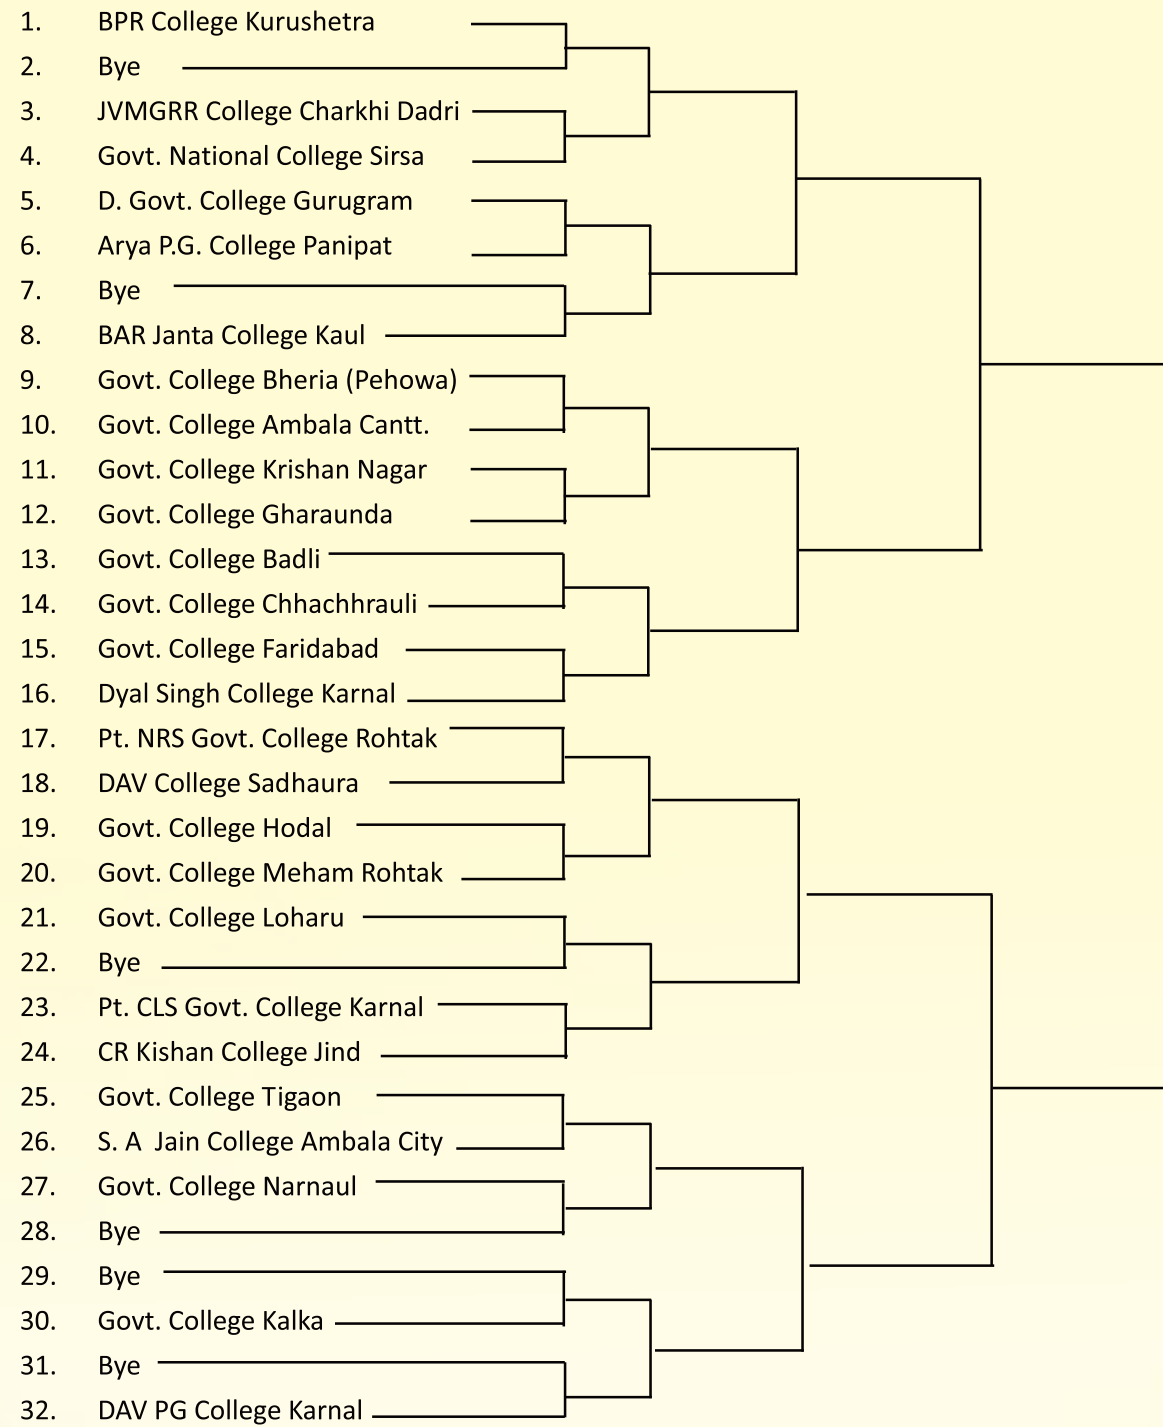 1. BPR College Kurushetra
2. Bye
3. JVMGRR College Charkhi Dadri
4. Govt. National College Sirsa
5. D. Govt. College Gurugram
6. Arya P.G. College Panipat
7. Bye
8. BAR Janta College Kaul
9. Govt. College Bheria (Pehowa)
10. Govt. College Ambala Cantt.
11. Govt. College Krishan Nagar
12. Govt. College Gharaunda
13. Govt. College Badli
14. Govt. College Chhachhrauli
15. Govt. College Faridabad
16. Dyal Singh College Karnal
17. Pt. NRS Govt. College Rohtak
18. DAV College Sadhaura
19. Govt. College Hodal
20. Govt. College Meham Rohtak
21. Govt. College Loharu
22. Bye
23. Pt. CLS Govt. College Karnal
24. CR Kishan College Jind
25. Govt. College Tigaon
26. S. A Jain College Ambala City
27. Govt. College Narnaul
28. Bye
29. Bye
30. Govt. College Kalka
31. Bye
32. DAV PG College Karnal